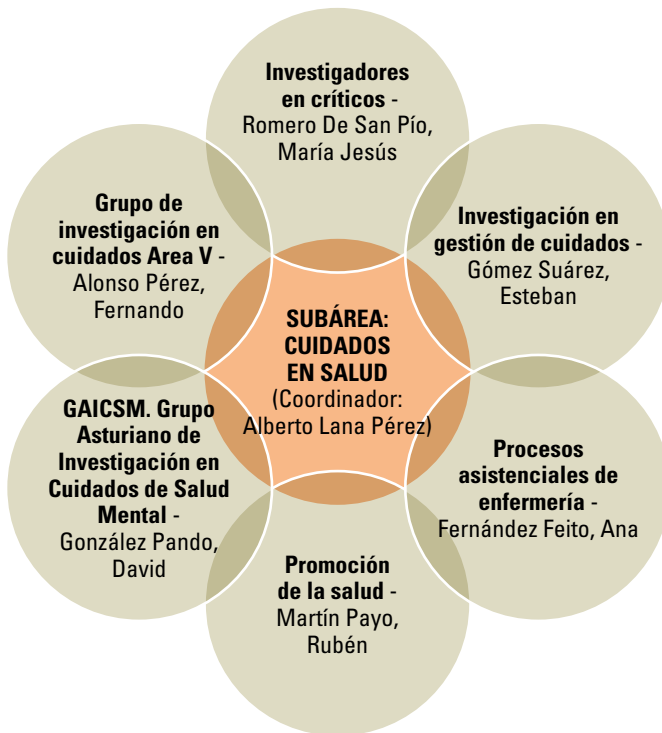 Investigadores
en críticos -
Romero De San Pío,
María Jesús
Grupo de
investigación en
cuidados Area V -
Alonso Pérez,
Fernando
Investigación en
gestión de cuidados -
Gómez Suárez,
Esteban
SUBÁREA:
CUIDADOS
EN SALUD
(Coordinador:
Alberto Lana Pérez)
GAICSM. Grupo
Asturiano de
Investigación en
Cuidados de Salud
Mental -
González Pando,
David
Procesos
asistenciales de
enfermería -
Fernández Feito, Ana
Promoción
de la salud -
Martín Payo,
Rubén